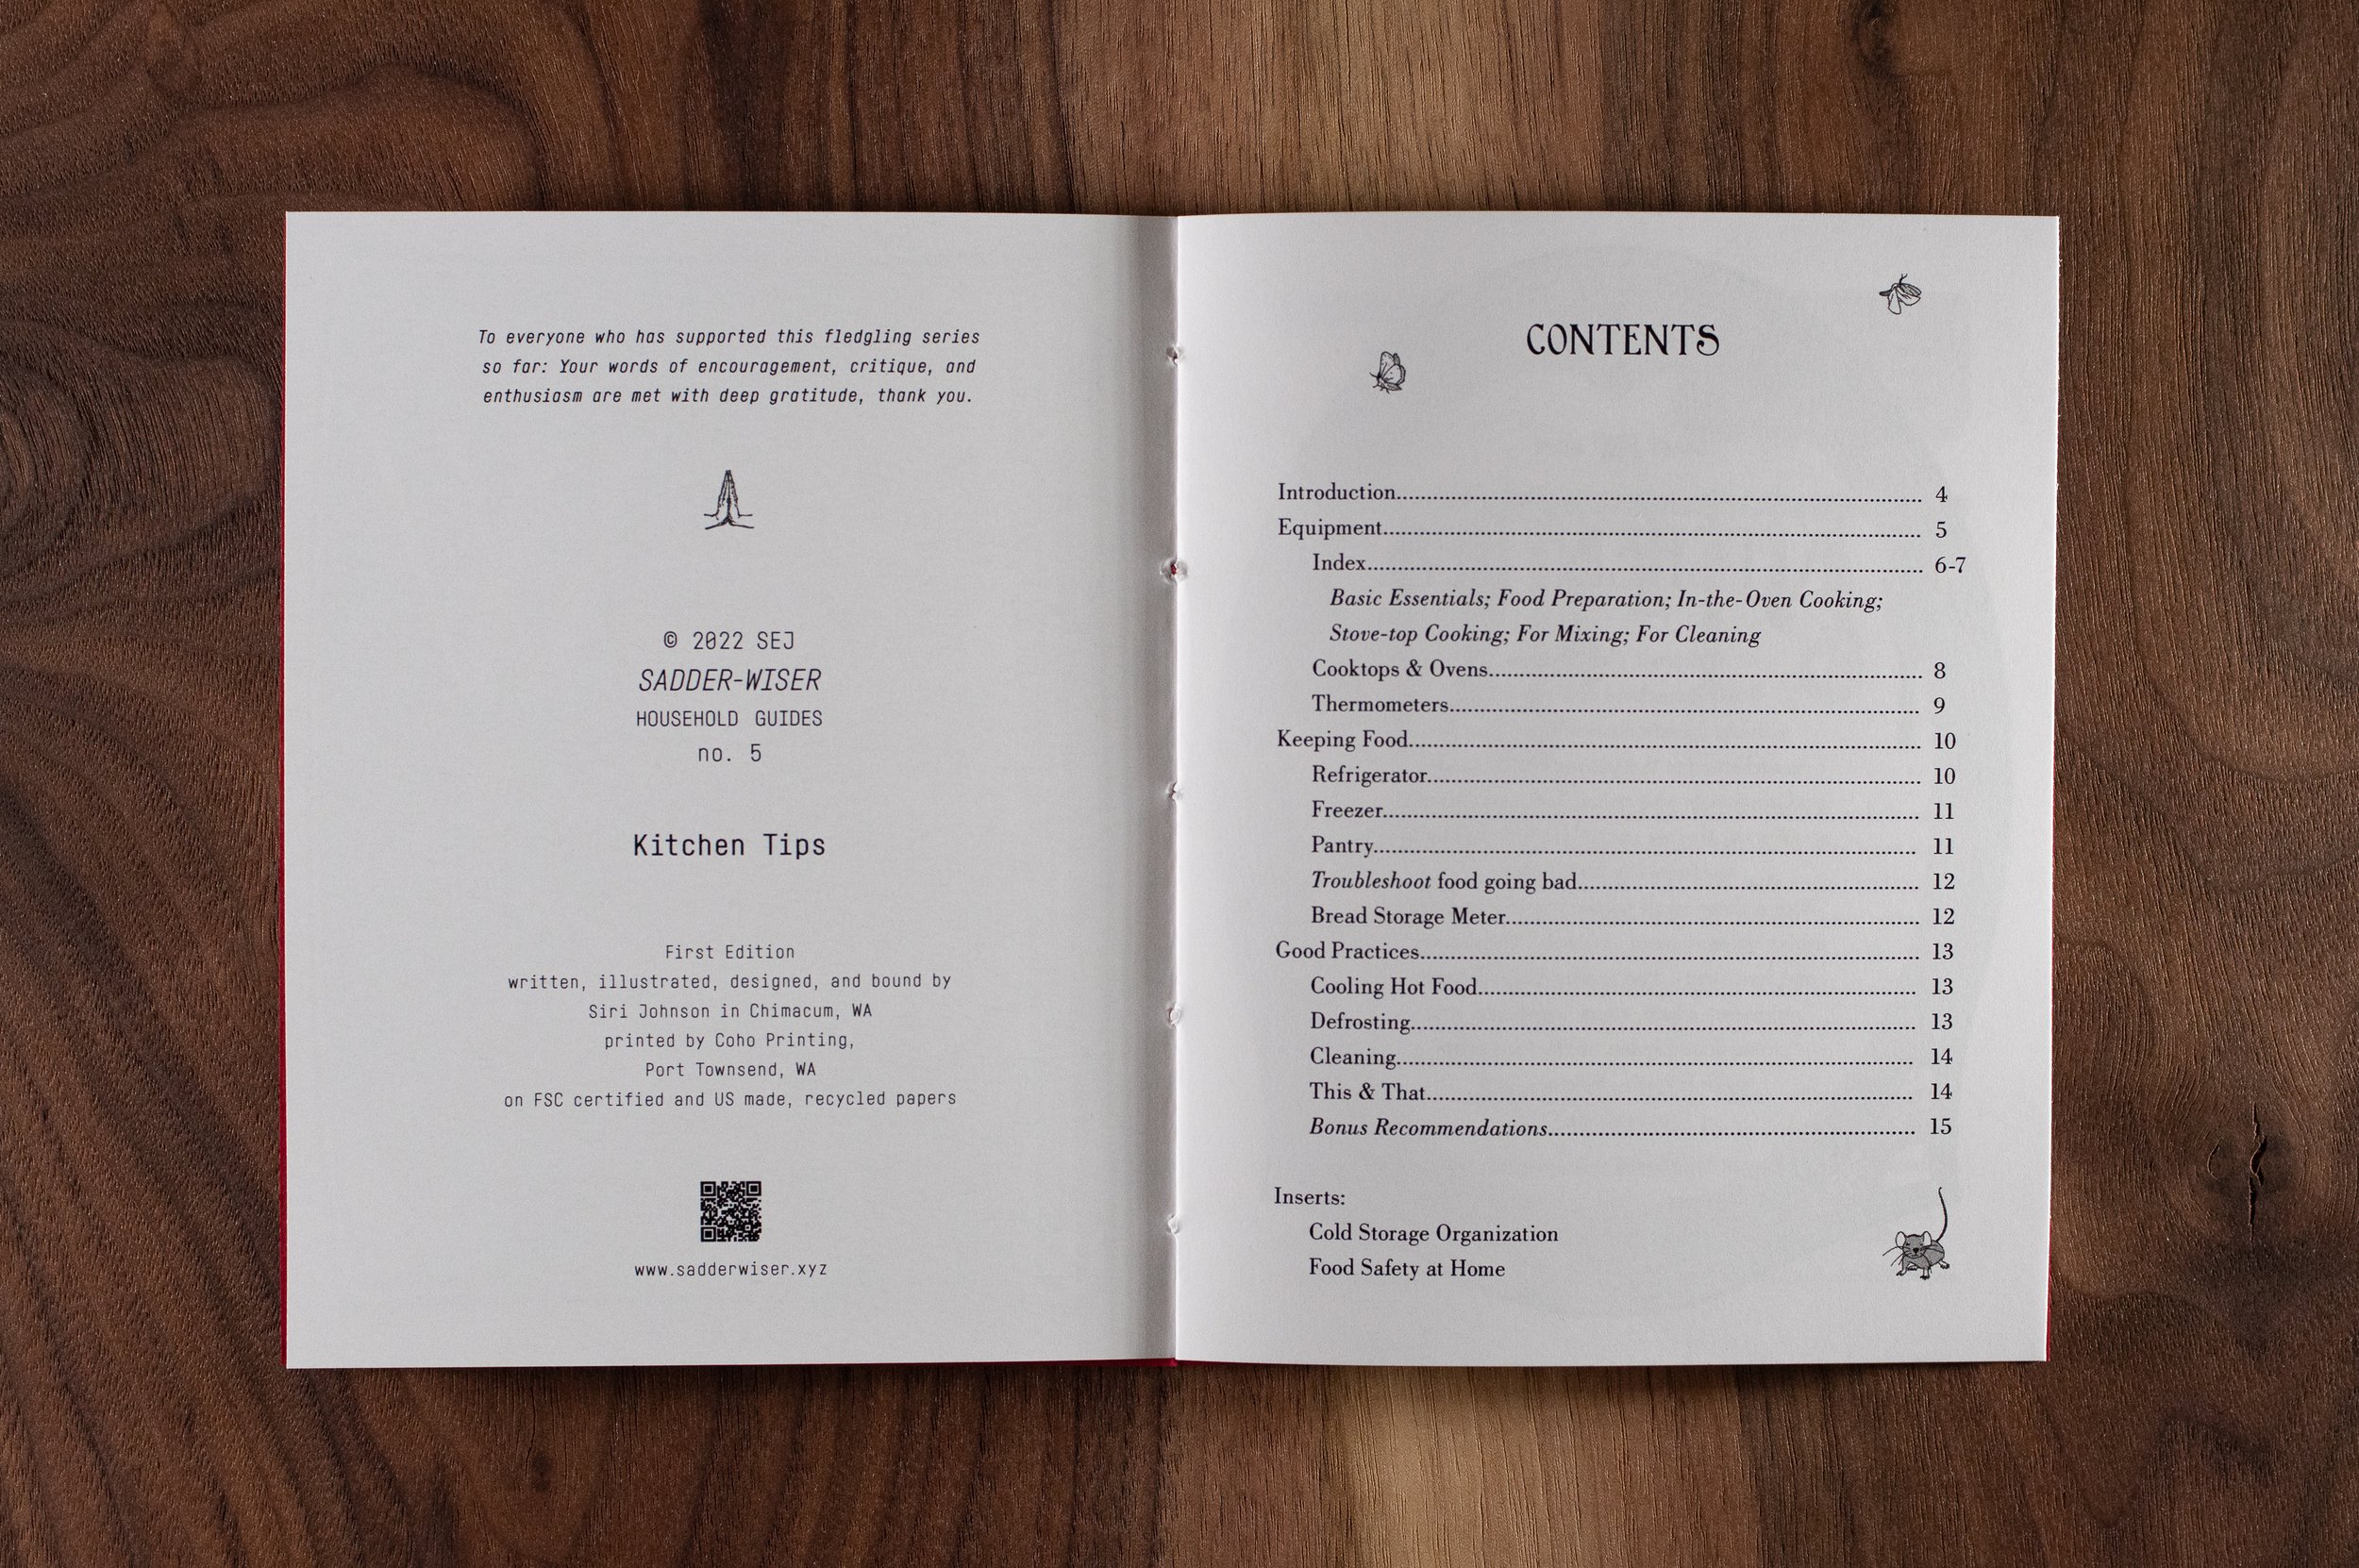 To everyone who has supported this fledgling series
so far: Your words of encouragement, critique, and
enthusiasm are met with deep gratitude, thank you.
© 2022 SEJ
SADDER-WISER
HOUSEHOLD GUIDES
no. 5
Kitchen Tips
First Edition
written, illustrated, designed, and bound by
Siri Johnson in Chimacum, WA
printed by Coho Printing,
Port Townsend, WA
on FSC certified and US made, recycled papers
www.sadderwiser.xyz
CONTENTS
Introduction........ 4
Equipment........ 5
Index........ 6-7
Basic Essentials; Food Preparation; In-the-Oven Cooking;
Stove-top Cooking; For Mixing; For Cleaning
Cooktops & Ovens........ 8
Thermometers........ 9
Keeping Food........ 10
Refrigerator........ 10
Freezer........ 11
Pantry........ 11
Troubleshoot food going bad........ 12
Bread Storage Meter........ 12
Good Practices........ 13
Cooling Hot Food........ 13
Defrosting........ 13
Cleaning........ 14
This & That........ 14
Bonus Recommendations........ 15
Inserts:
Cold Storage Organization
Food Safety at Home